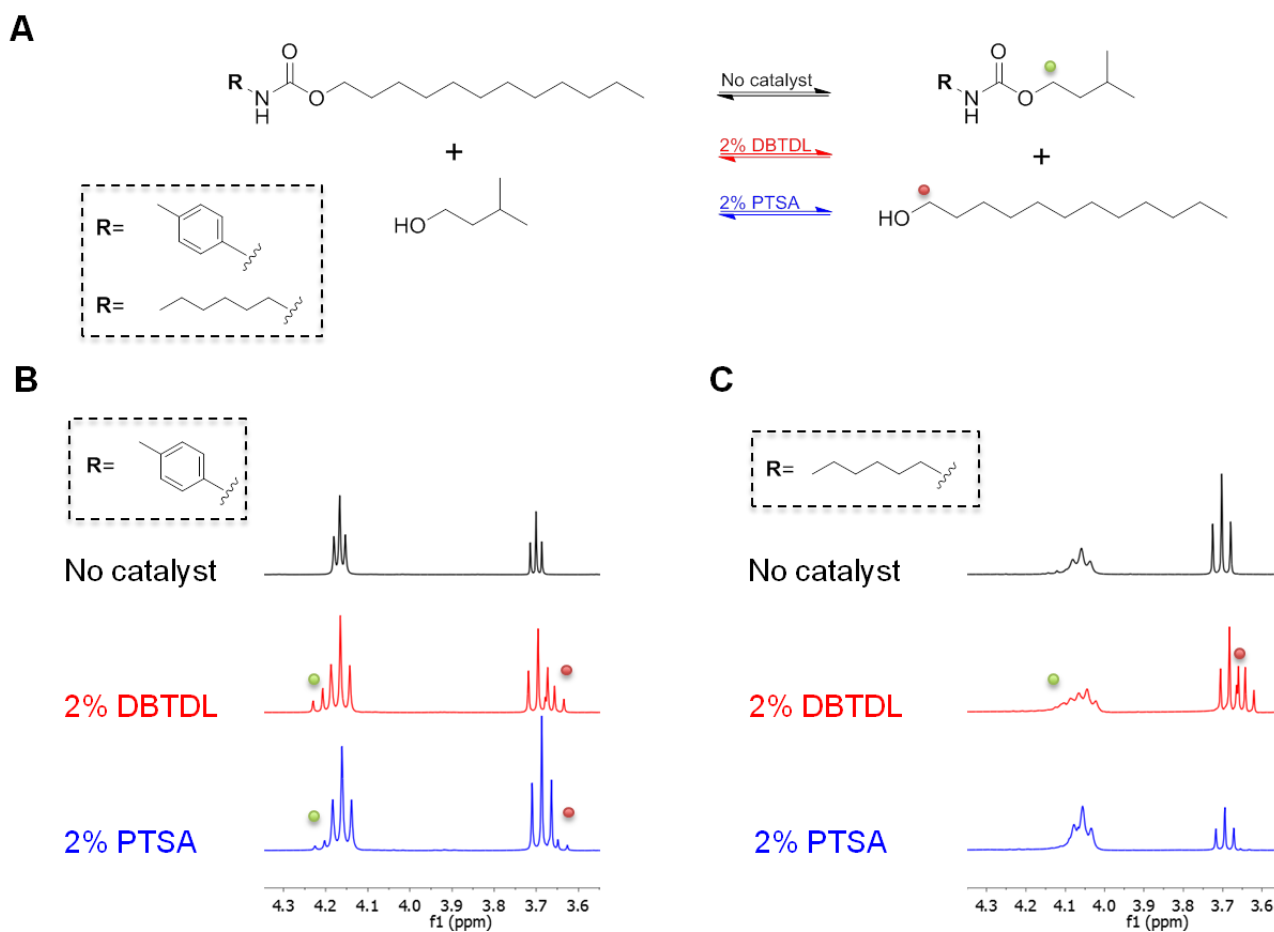 A
R
N
H
O
O
+
HO
R=
R=
No catalyst
2% DBTDL
2% PTSA
R
N
H
O
O
+
HO
B
R=
No catalyst
2% DBTDL
2% PTSA
4.3 4.2 4.1 4.0 3.9 3.8 3.7 3.6
f1 (ppm)
C
R=
No catalyst
2% DBTDL
2% PTSA
4.3 4.2 4.1 4.0 3.9 3.8 3.7 3.6
f1 (ppm)